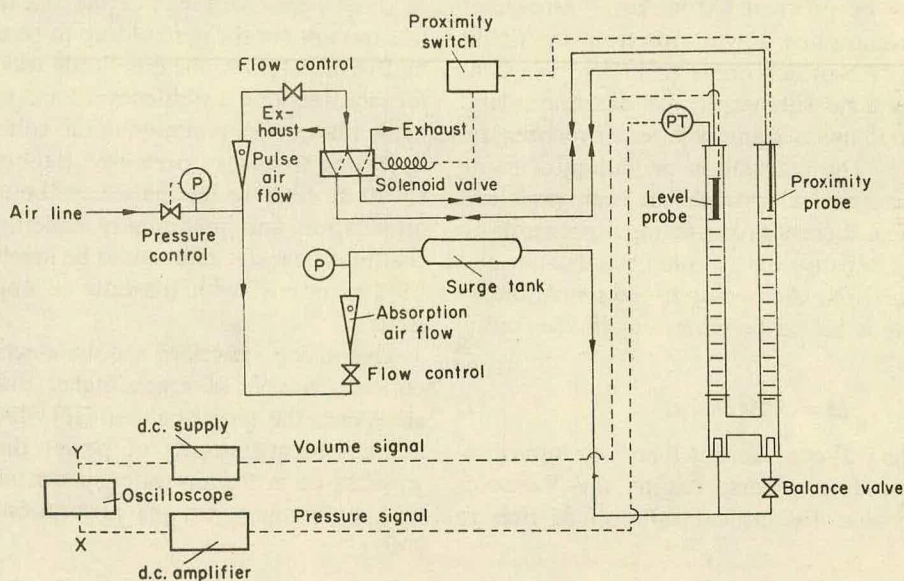 Proximity
switch
Flow control
Ex-
haust
Exhaust
P
Pulse
air
flow
Solenoid valve
PT
Level
probe
Proximity
probe
Air line
Pressure
control
P
Surge tank
Absorption
air flow
Flow control
d.c. supply
Volume signal
Y
Oscilloscope
Balance valve
X
Pressure signal
d.c. amplifier